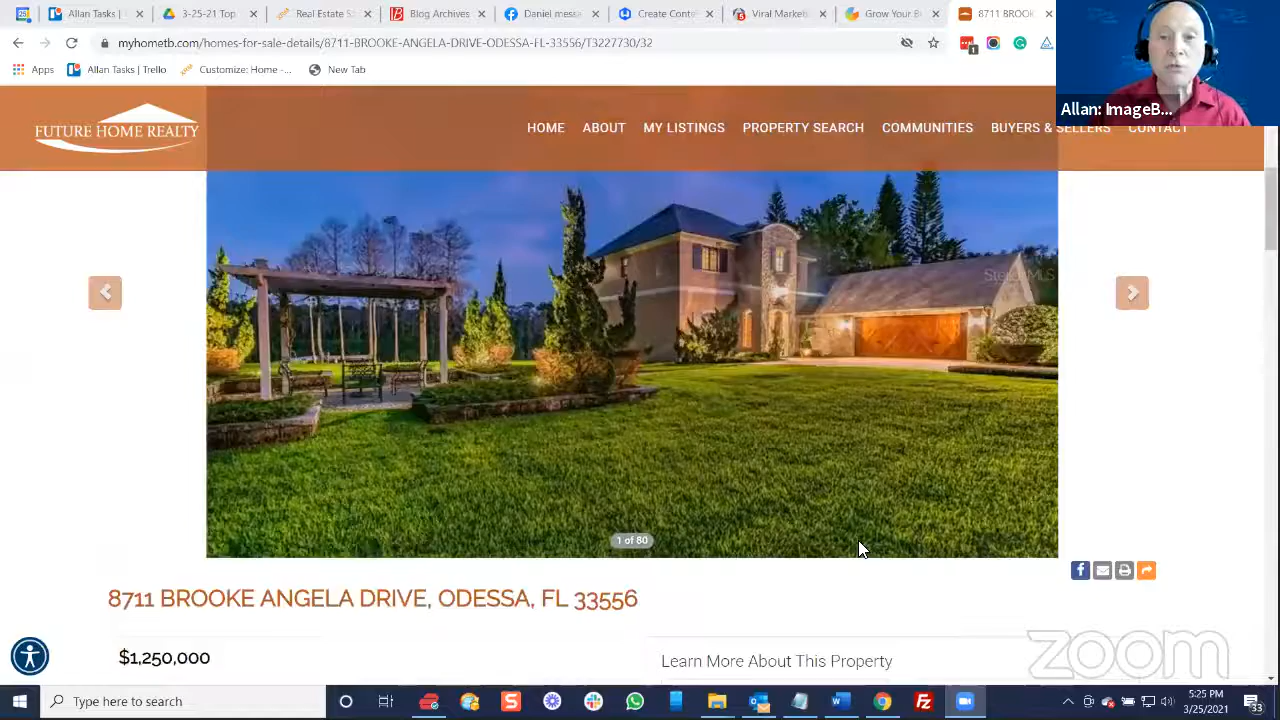 Allan Tasks |
3-25-21 Top
Real Estate S
Blog Archives
Daniel messa
Create Conte
Viral Marketi
Grow Your B
8711 BROOK
myhometb.com/homes-for-sale-details/8711-BROOKE-ANGELA-DRIVE-ODESSA-FL-33556/T3227730/32
1
Apps
Allan Tasks | Trello
Customize: Home -...
New Tab
Allan: ImageB...
FUTURE HOME REALTY
HOME
ABOUT
MY LISTINGS
PROPERTY SEARCH
COMMUNITIES
BUYERS & SELLERS
CONTACT
Stellar MLS
1 of 80
8711 BROOKE ANGELA DRIVE, ODESSA, FL 33556
$1,250,000
Learn More About This Property
zoom
Type here to search
5:25 PM
3/25/2021
33